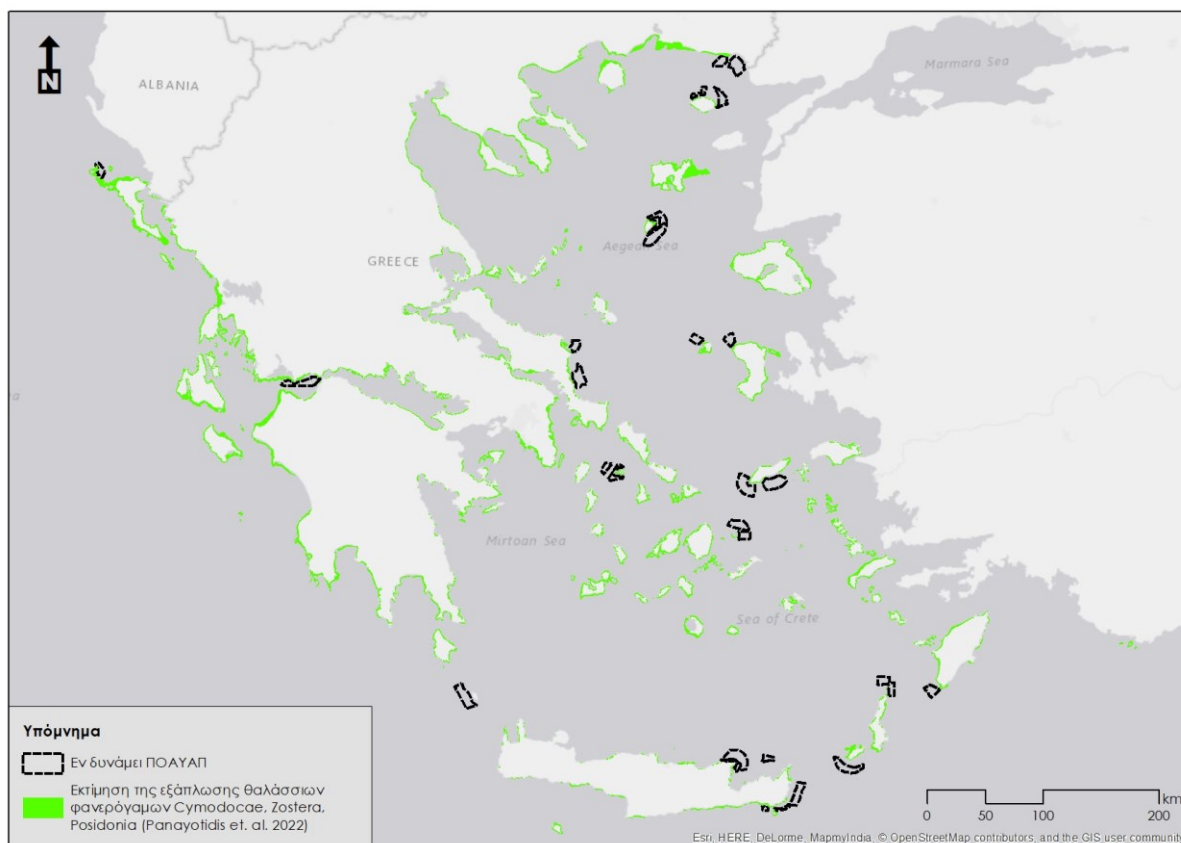 N
ALBANIA
Marmara Sea
GREECE
Aegean Sea
Mirtoan Sea
Sea of Crete
Υπόμνημα
Εν δυνάμει ΠΟΑΥΑΠ
Εκτίμηση της εξάπλωσης θαλάσσιων
φανερόγαμων Cymodocae, Zostera,
Posidonia (Panayotidis et. al. 2022)
km
0 50 100 200
Esri, HERE, DeLorme, MapmyIndia, © OpenStreetMap contributors, and the GIS user community